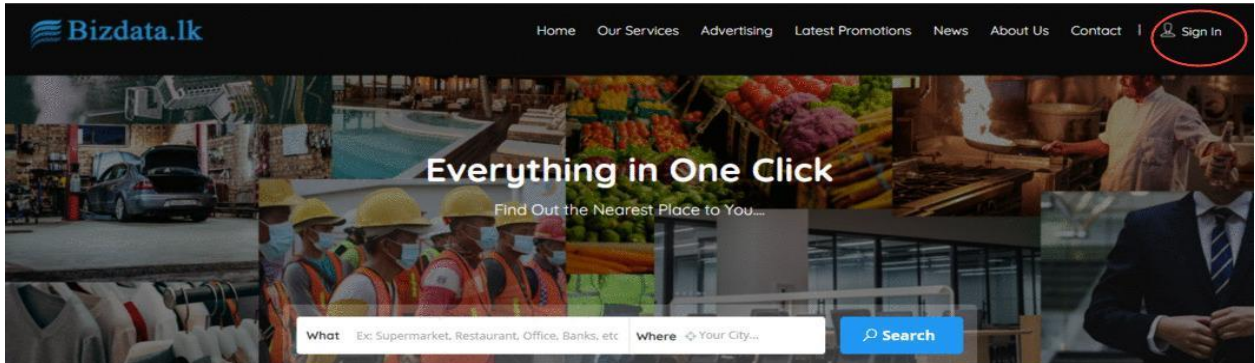 Bizdata.lk
Home Our Services Advertising Latest Promotions News About Us Contact | Sign In
Everything in One Click
Find Out the Nearest Place to You....
What Ex: Supermarket, Restaurant, Office, Banks, etc Where Your City... Search